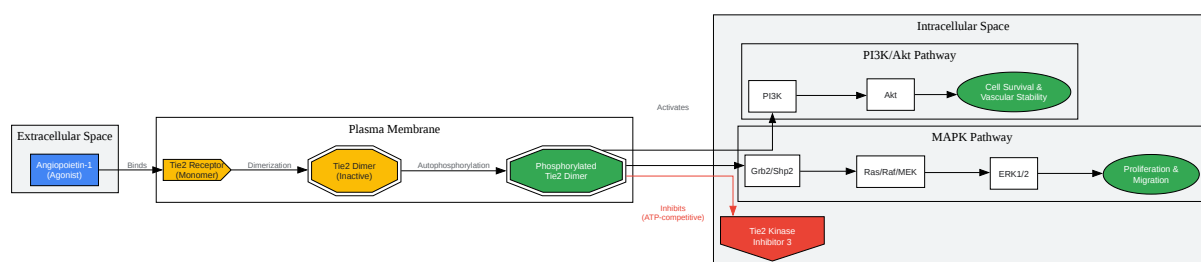 Extracellular Space
Angiopoietin-1
(Agonist)
Binds
Plasma Membrane
Tie2 Receptor
(Monomer)
Dimerization
Tie2 Dimer
(Inactive)
Autophosphorylation
Phosphorylated
Tie2 Dimer
Activates
Inhibits
(ATP-competitive)
Intracellular Space
PI3K/Akt Pathway
PI3K
Akt
Cell Survival &
Vascular Stability
MAPK Pathway
Grb2/Shp2
Ras/Raf/MEK
ERK1/2
Proliferation &
Migration
Tie2 Kinase
Inhibitor 3